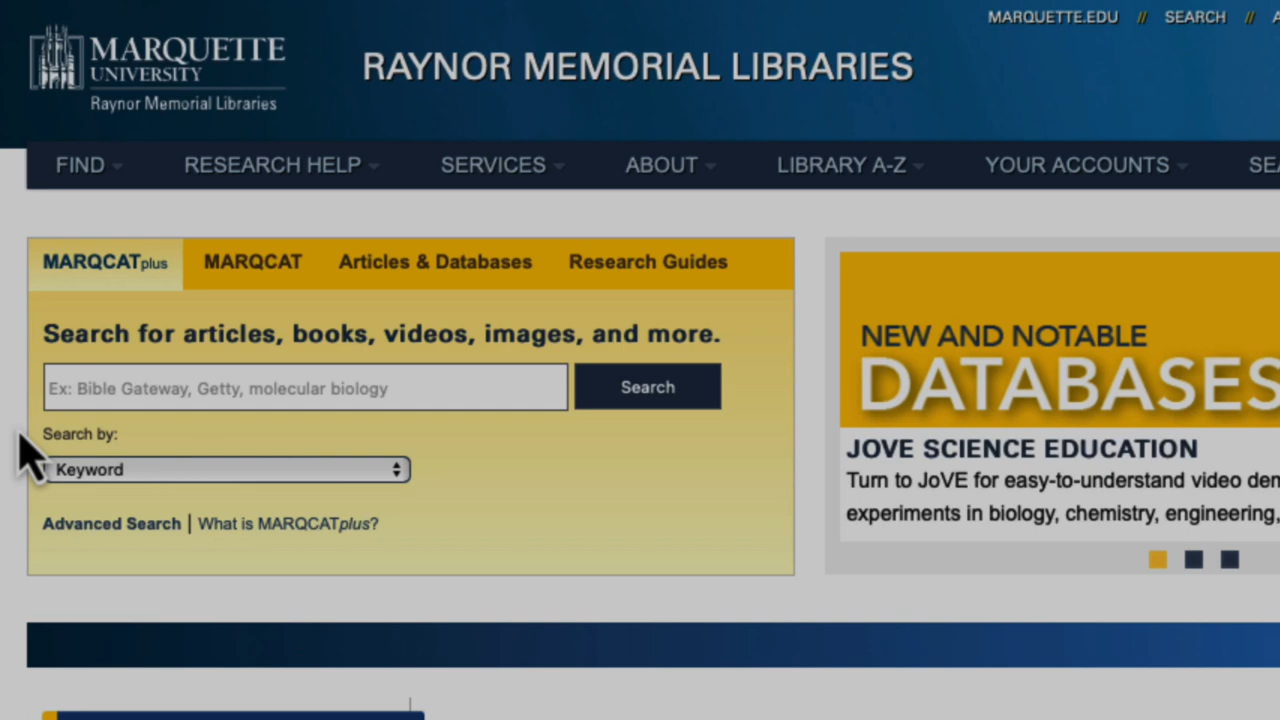 MARQUETTE.EDU // SEARCH //
MARQUETTE
UNIVERSITY
Raynor Memorial Libraries
RAYNOR MEMORIAL LIBRARIES
FIND RESEARCH HELP SERVICES ABOUT LIBRARY A-Z YOUR ACCOUNTS
MARQCATplus MARQCAT Articles & Databases Research Guides
Search for articles, books, videos, images, and more.
Ex: Bible Gateway, Getty, molecular biology Search
Search by:
Keyword
Advanced Search | What is MARQCATplus?
NEW AND NOTABLE
DATABASES
JOVE SCIENCE EDUCATION
Turn to JoVE for easy-to-understand video
experiments in biology, chemistry, engineering,